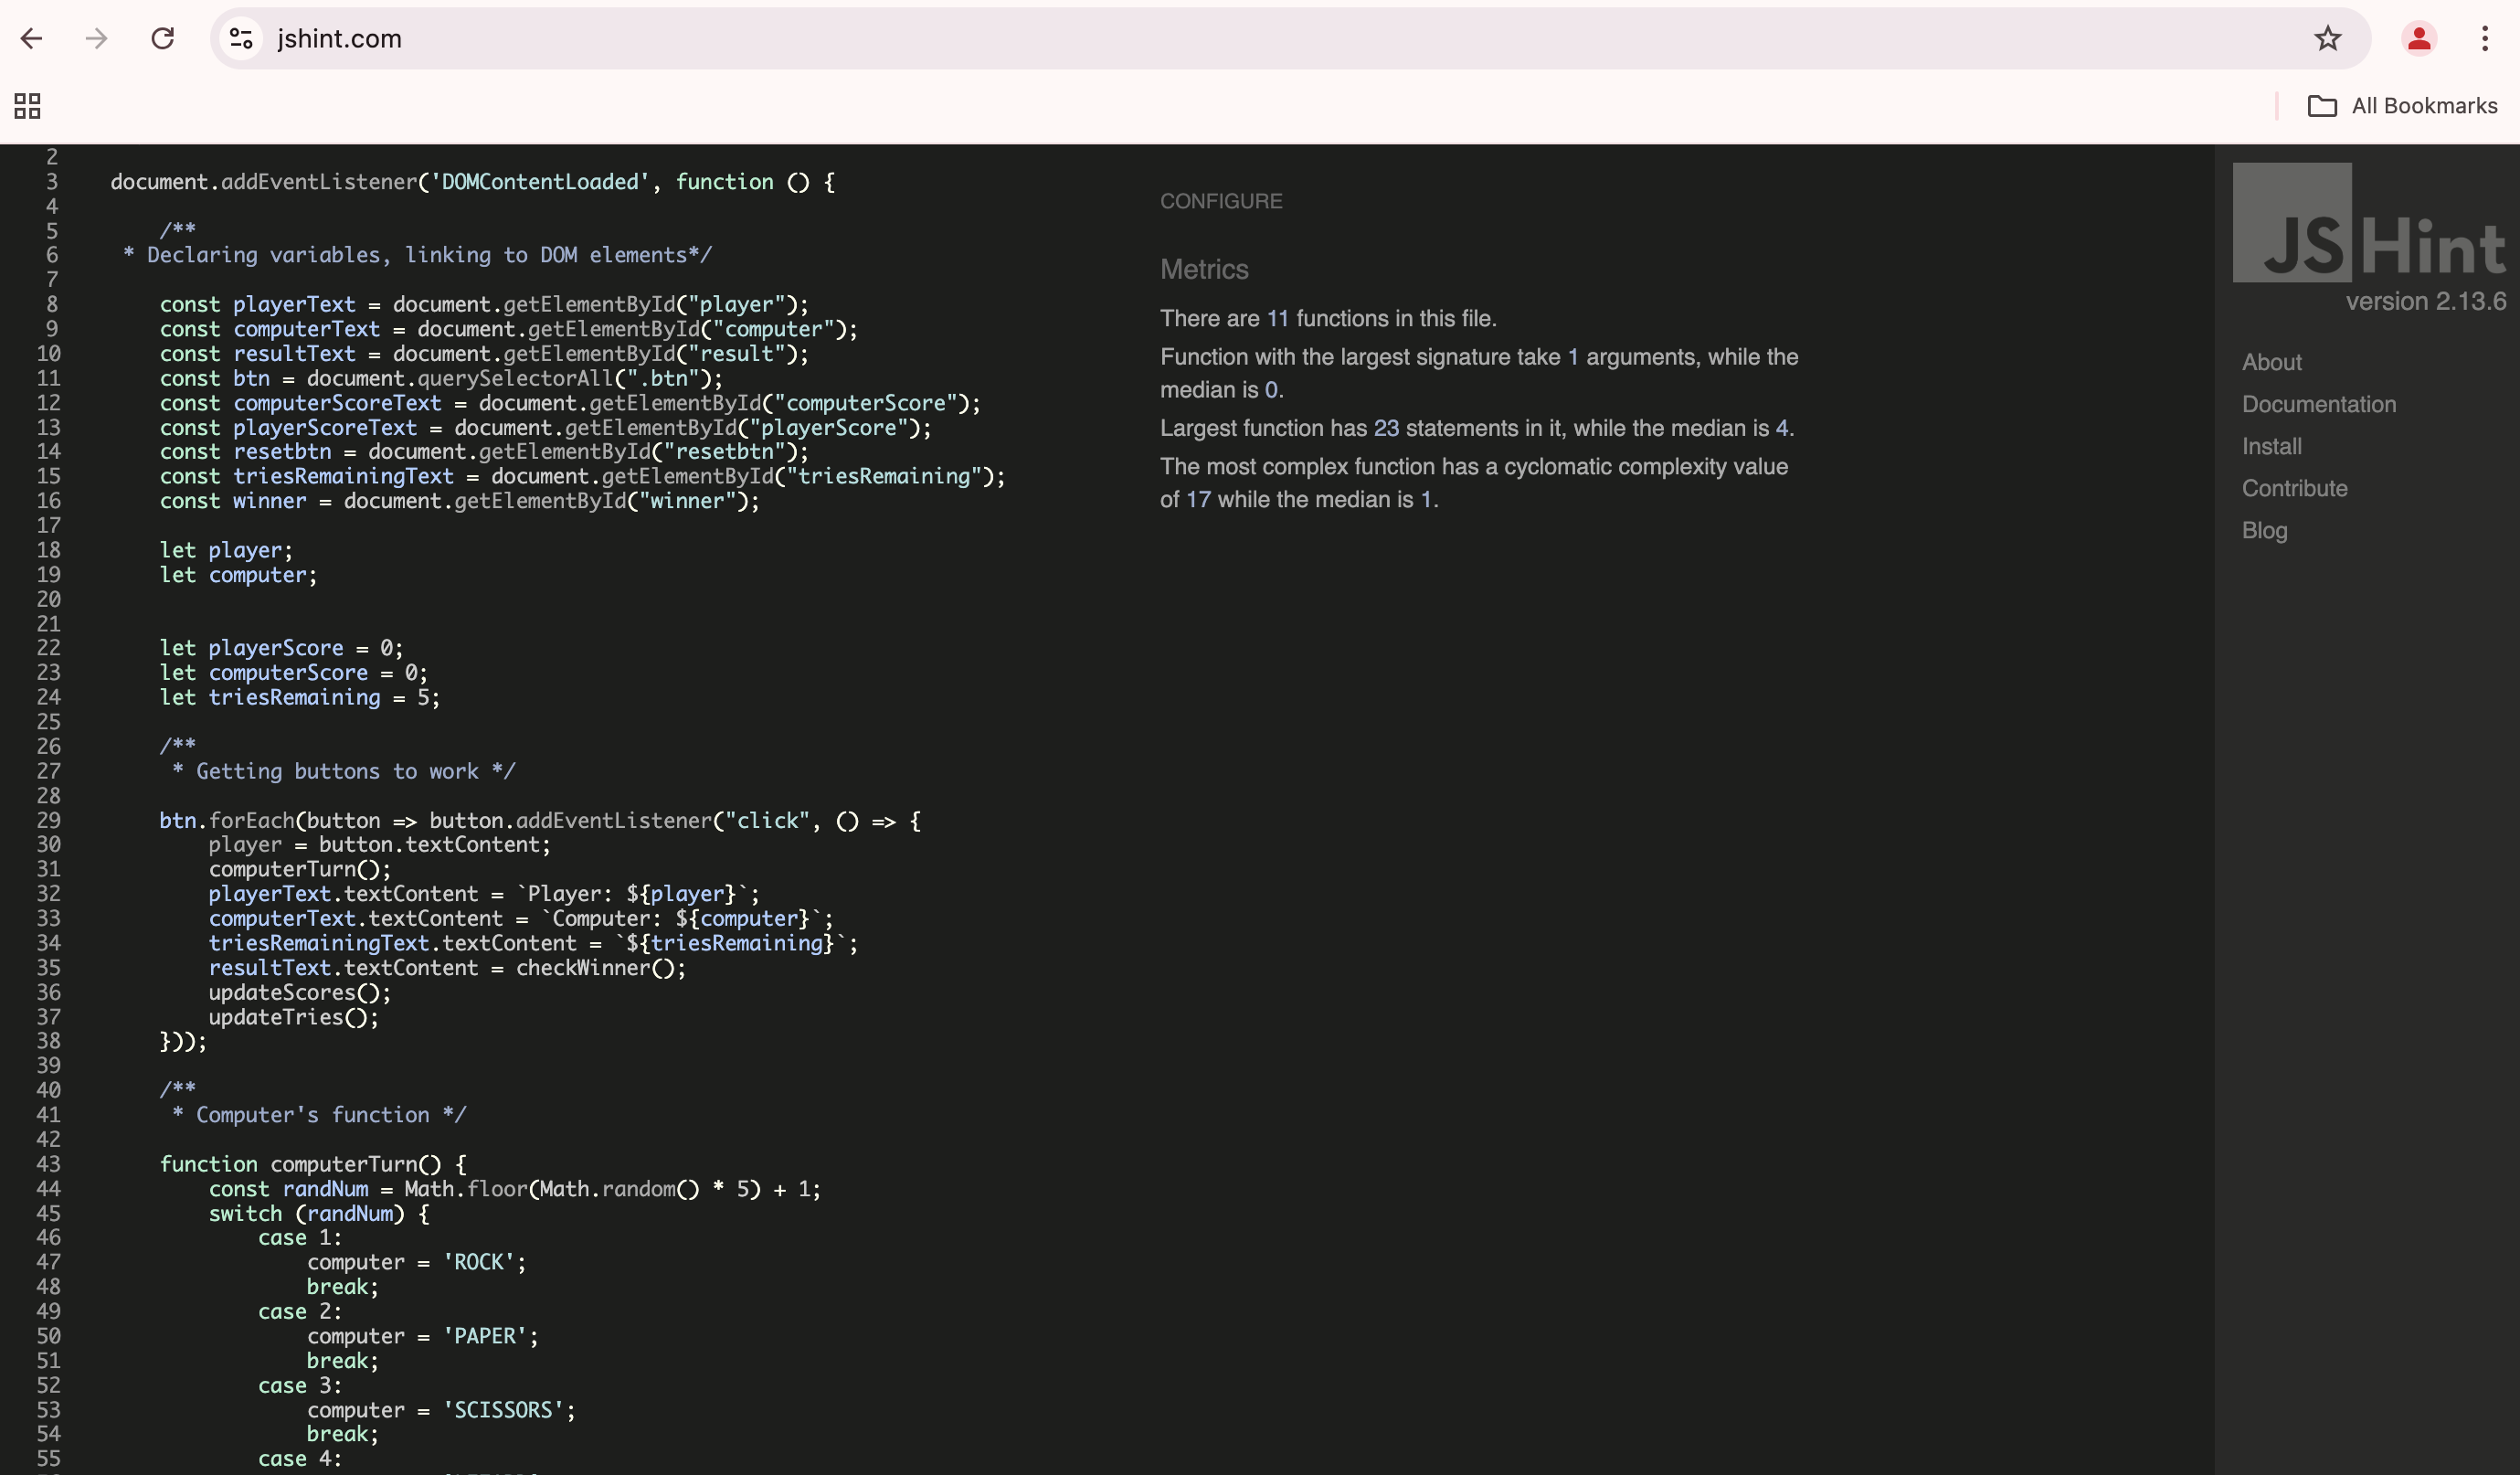 jshint.com
All Bookmarks
2
3 document.addEventListener('DOMContentLoaded', function () {
4
5 /**
6 * Declaring variables, linking to DOM elements*/
7
8 const playerText = document.getElementById("player");
9 const computerText = document.getElementById("computer");
10 const resultText = document.getElementById("result");
11 const btn = document.querySelectorAll(".btn");
12 const computerScoreText = document.getElementById("computerScore");
13 const playerScoreText = document.getElementById("playerScore");
14 const resetbtn = document.getElementById("resetbtn");
15 const triesRemainingText = document.getElementById("triesRemaining");
16 const winner = document.getElementById("winner");
17
18 let player;
19 let computer;
20
21
22 let playerScore = 0;
23 let computerScore = 0;
24 let triesRemaining = 5;
25
26 /**
27 * Getting buttons to work */
28
29 btn.forEach(button => button.addEventListener("click", () => {
30 player = button.textContent;
31 computerTurn();
32 playerText.textContent = `Player: ${player}`;
33 computerText.textContent = `Computer: ${computer}`;
34 triesRemainingText.textContent = `${triesRemaining}`;
35 resultText.textContent = checkWinner();
36 updateScores();
37 updateTries();
38 }));
39
40 /**
41 * Computer's function */
42
43 function computerTurn() {
44 const randNum = Math.floor(Math.random() * 5) + 1;
45 switch (randNum) {
46 case 1:
47 computer = 'ROCK';
48 break;
49 case 2:
50 computer = 'PAPER';
51 break;
52 case 3:
53 computer = 'SCISSORS';
54 break;
55 case 4:
CONFIGURE
Metrics
There are 11 functions in this file.
Function with the largest signature take 1 arguments, while the
median is 0.
Largest function has 23 statements in it, while the median is 4.
The most complex function has a cyclomatic complexity value
of 17 while the median is 1.
JSHint
version 2.13.6
About
Documentation
Install
Contribute
Blog